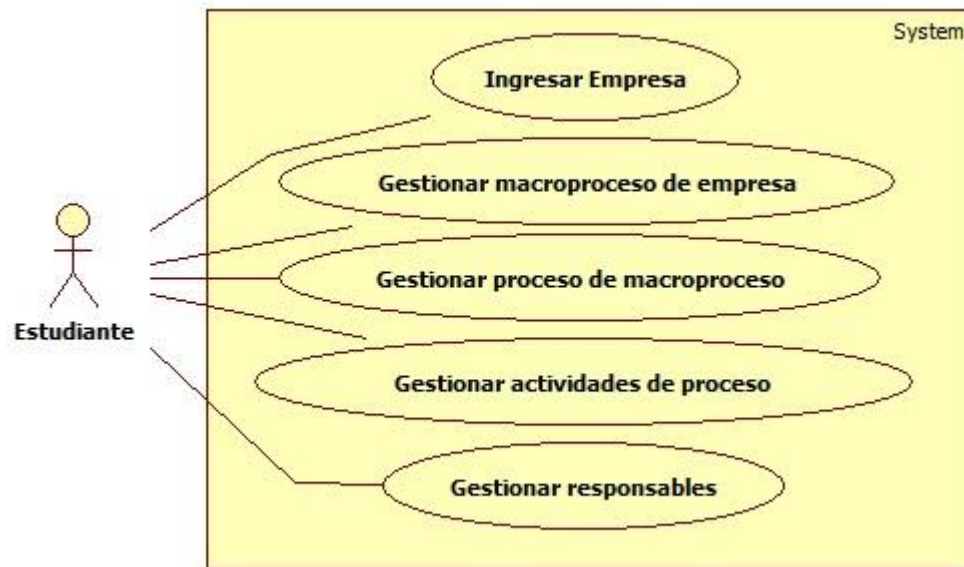 System
Ingresar Empresa
Gestionar macroproceso de empresa
Gestionar proceso de macroproceso
Estudiante
Gestionar actividades de proceso
Gestionar responsables